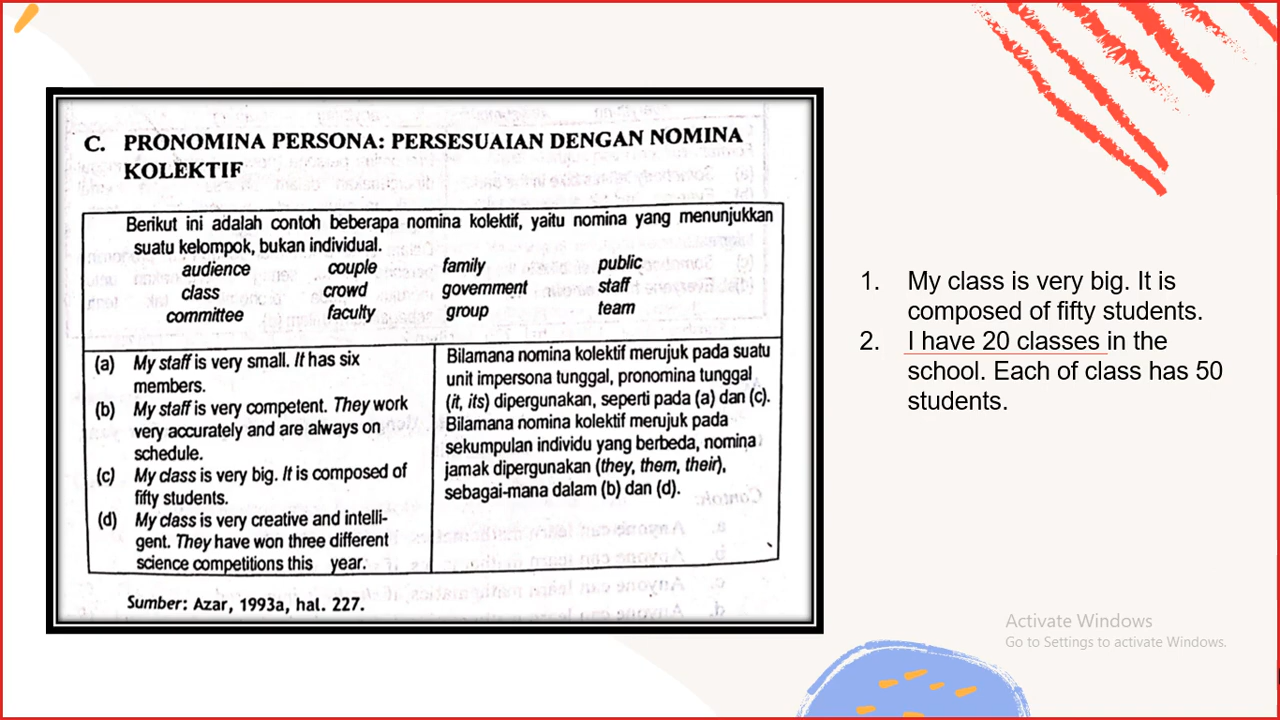 C. PRONOMINA PERSONA: PERSESUAIAN DENGAN NOMINA
KOLEKTIF
Berikut ini adalah contoh beberapa nomina kolektif, yaitu nomina yang menunjukkan
suatu kelompok, bukan individual.
audience couple family public
class crowd government staff
committee faculty group team
(a) My staff is very small. It has six
members.
(b) My staff is very competent. They work
very accurately and are always on
schedule.
(c) My class is very big. It is composed of
fifty students.
(d) My class is very creative and intelli-
gent. They have won three different
science competitions this year.
Bilamana nomina kolektif merujuk pada suatu
unit impersona tunggal, pronomina tunggal
(it, its) dipergunakan, seperti pada (a) dan (c).
Bilamana nomina kolektif merujuk pada
sekumpulan individu yang berbeda, nomina
jamak dipergunakan (they, them, their),
sebagai-mana dalam (b) dan (d).
Sumber: Azar, 1993a, hal. 227.
1. My class is very big. It is
composed of fifty students.
2. I have 20 classes in the
school. Each of class has 50
students.
Activate Windows
Go to Settings to activate Windows.